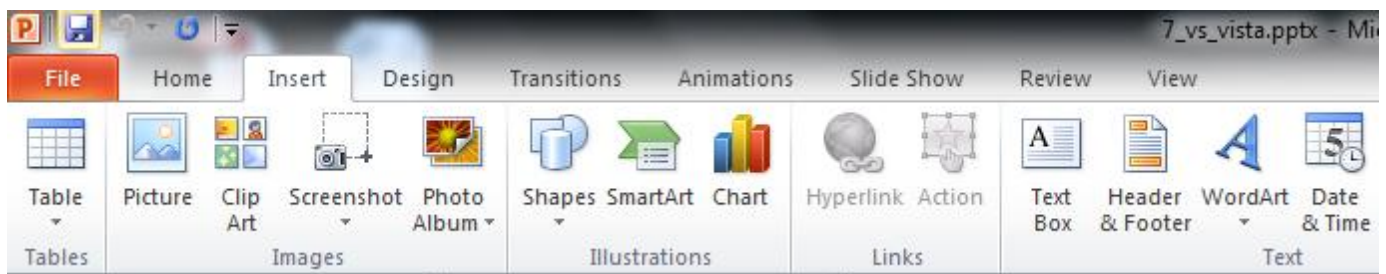 7_vs_vista.pptx - Mic
File Home Insert Design Transitions Animations Slide Show Review View
Table Picture Clip Art Screenshot Photo Album Shapes SmartArt Chart Hyperlink Action Text Box Header & Footer WordArt Date & Time
Tables Images Illustrations Links Text